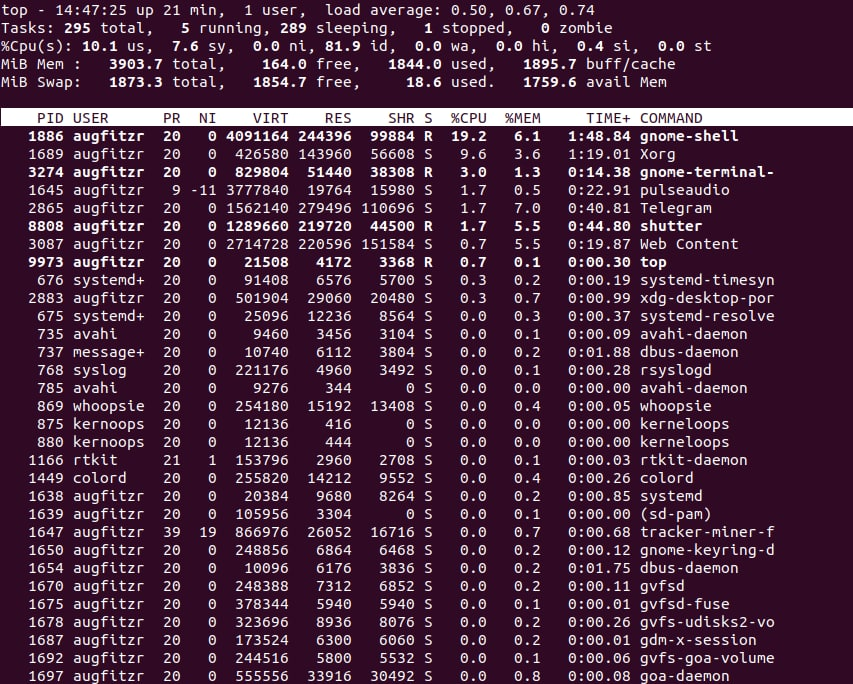 top - 14:47:25 up 21 min,  1 user,  load average: 0.50, 0.67, 0.74
Tasks: 295 total,   5 running, 289 sleeping,   1 stopped,   0 zombie
%Cpu(s): 10.1 us,  7.6 sy,  0.0 ni, 81.9 id,  0.0 wa,  0.0 hi,  0.4 si,  0.0 st
MiB Mem :   3903.7 total,    164.0 free,   1844.0 used,   1895.7 buff/cache
MiB Swap:   1873.3 total,   1854.7 free,     18.6 used.   1759.6 avail Mem
PID USER      PR  NI    VIRT    RES    SHR S  %CPU  %MEM     TIME+ COMMAND
1886 augfitzr  20   0 4091164 244396  99884 R  19.2   6.1   1:48.84 gnome-shell
1689 augfitzr  20   0  426580 143960  56608 S   9.6   3.6   1:19.01 Xorg
3274 augfitzr  20   0  829804  51440  38308 R   3.0   1.3   0:14.38 gnome-terminal-
1645 augfitzr   9 -11 3777840  19764  15980 S   1.7   0.5   0:22.91 pulseaudio
2865 augfitzr  20   0 1562140 279496 110696 S   1.7   7.0   0:40.81 Telegram
8808 augfitzr  20   0 1289660 219720  44500 R   1.7   5.5   0:44.80 shutter
3087 augfitzr  20   0 2714728 220596 151584 S   0.7   5.5   0:19.87 Web Content
9973 augfitzr  20   0   21508   4172   3368 R   0.7   0.1   0:00.30 top
676 systemd+  20   0   91408   6576   5700 S   0.3   0.2   0:00.19 systemd-timesyn
2883 augfitzr  20   0  501904  29060  20480 S   0.3   0.7   0:00.99 xdg-desktop-por
675 systemd+  20   0   25096  12236   8564 S   0.0   0.3   0:00.37 systemd-resolve
735 avahi     20   0    9460   3456   3104 S   0.0   0.1   0:00.09 avahi-daemon
737 message+  20   0   10740   6112   3804 S   0.0   0.2   0:01.88 dbus-daemon
768 syslog    20   0  221176   4960   3492 S   0.0   0.1   0:00.28 rsyslogd
785 avahi     20   0    9276    344      0 S   0.0   0.0   0:00.00 avahi-daemon
869 whoopsie  20   0  254180  15192  13408 S   0.0   0.4   0:00.05 whoopsie
875 kernoops  20   0   12136    416      0 S   0.0   0.0   0:00.00 kerneloops
880 kernoops  20   0   12136    444      0 S   0.0   0.0   0:00.00 kerneloops
1166 rtkit     21   1  153796   2960   2708 S   0.0   0.1   0:00.03 rtkit-daemon
1449 colord    20   0  255820  14212   9552 S   0.0   0.4   0:00.26 colord
1638 augfitzr  20   0   20384   9680   8264 S   0.0   0.2   0:00.85 systemd
1639 augfitzr  20   0  105956   3304      0 S   0.0   0.1   0:00.00 (sd-pam)
1647 augfitzr  39  19  866976  26052  16716 S   0.0   0.7   0:00.68 tracker-miner-f
1650 augfitzr  20   0  248856   6864   6468 S   0.0   0.2   0:00.12 gnome-keyring-d
1654 augfitzr  20   0   10096   6176   3836 S   0.0   0.2   0:01.75 dbus-daemon
1670 augfitzr  20   0  248388   7312   6852 S   0.0   0.2   0:00.11 gvfsd
1675 augfitzr  20   0  378344   5940   5940 S   0.0   0.1   0:00.01 gvfsd-fuse
1678 augfitzr  20   0  323696   8936   8076 S   0.0   0.2   0:00.26 gvfs-udisks2-vo
1687 augfitzr  20   0  173524   6300   6060 S   0.0   0.2   0:00.01 gdm-x-session
1692 augfitzr  20   0  244516   5800   5532 S   0.0   0.1   0:00.06 gvfs-goa-volume
1697 augfitzr  20   0  555556  33916  30492 S   0.0   0.8   0:00.08 goa-daemon